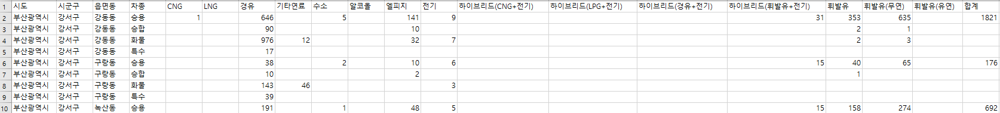 1 시도 시군구 읍면동 차종 CNG LNG 경유 기타연료 수소 알코올 엘피지 전기 하이브리드(CNG+전기) 하이브리드(LPG+전기) 하이브리드(경유+전기) 하이브리드(휘발유+전기) 휘발유 휘발유(무연) 휘발유(유연) 합계
2 부산광역시 강서구 강동동 승용 1 646 5 141 9 31 353 635 1821
3 부산광역시 강서구 강동동 승합 90 10 2 1
4 부산광역시 강서구 강동동 화물 976 12 32 7 2 3
5 부산광역시 강서구 강동동 특수 17
6 부산광역시 강서구 구랑동 승용 38 2 10 6 15 40 65 176
7 부산광역시 강서구 구랑동 승합 10 2 1
8 부산광역시 강서구 구랑동 화물 143 46 3
9 부산광역시 강서구 구랑동 특수 39
10 부산광역시 강서구 녹산동 승용 191 1 48 5 15 158 274 692